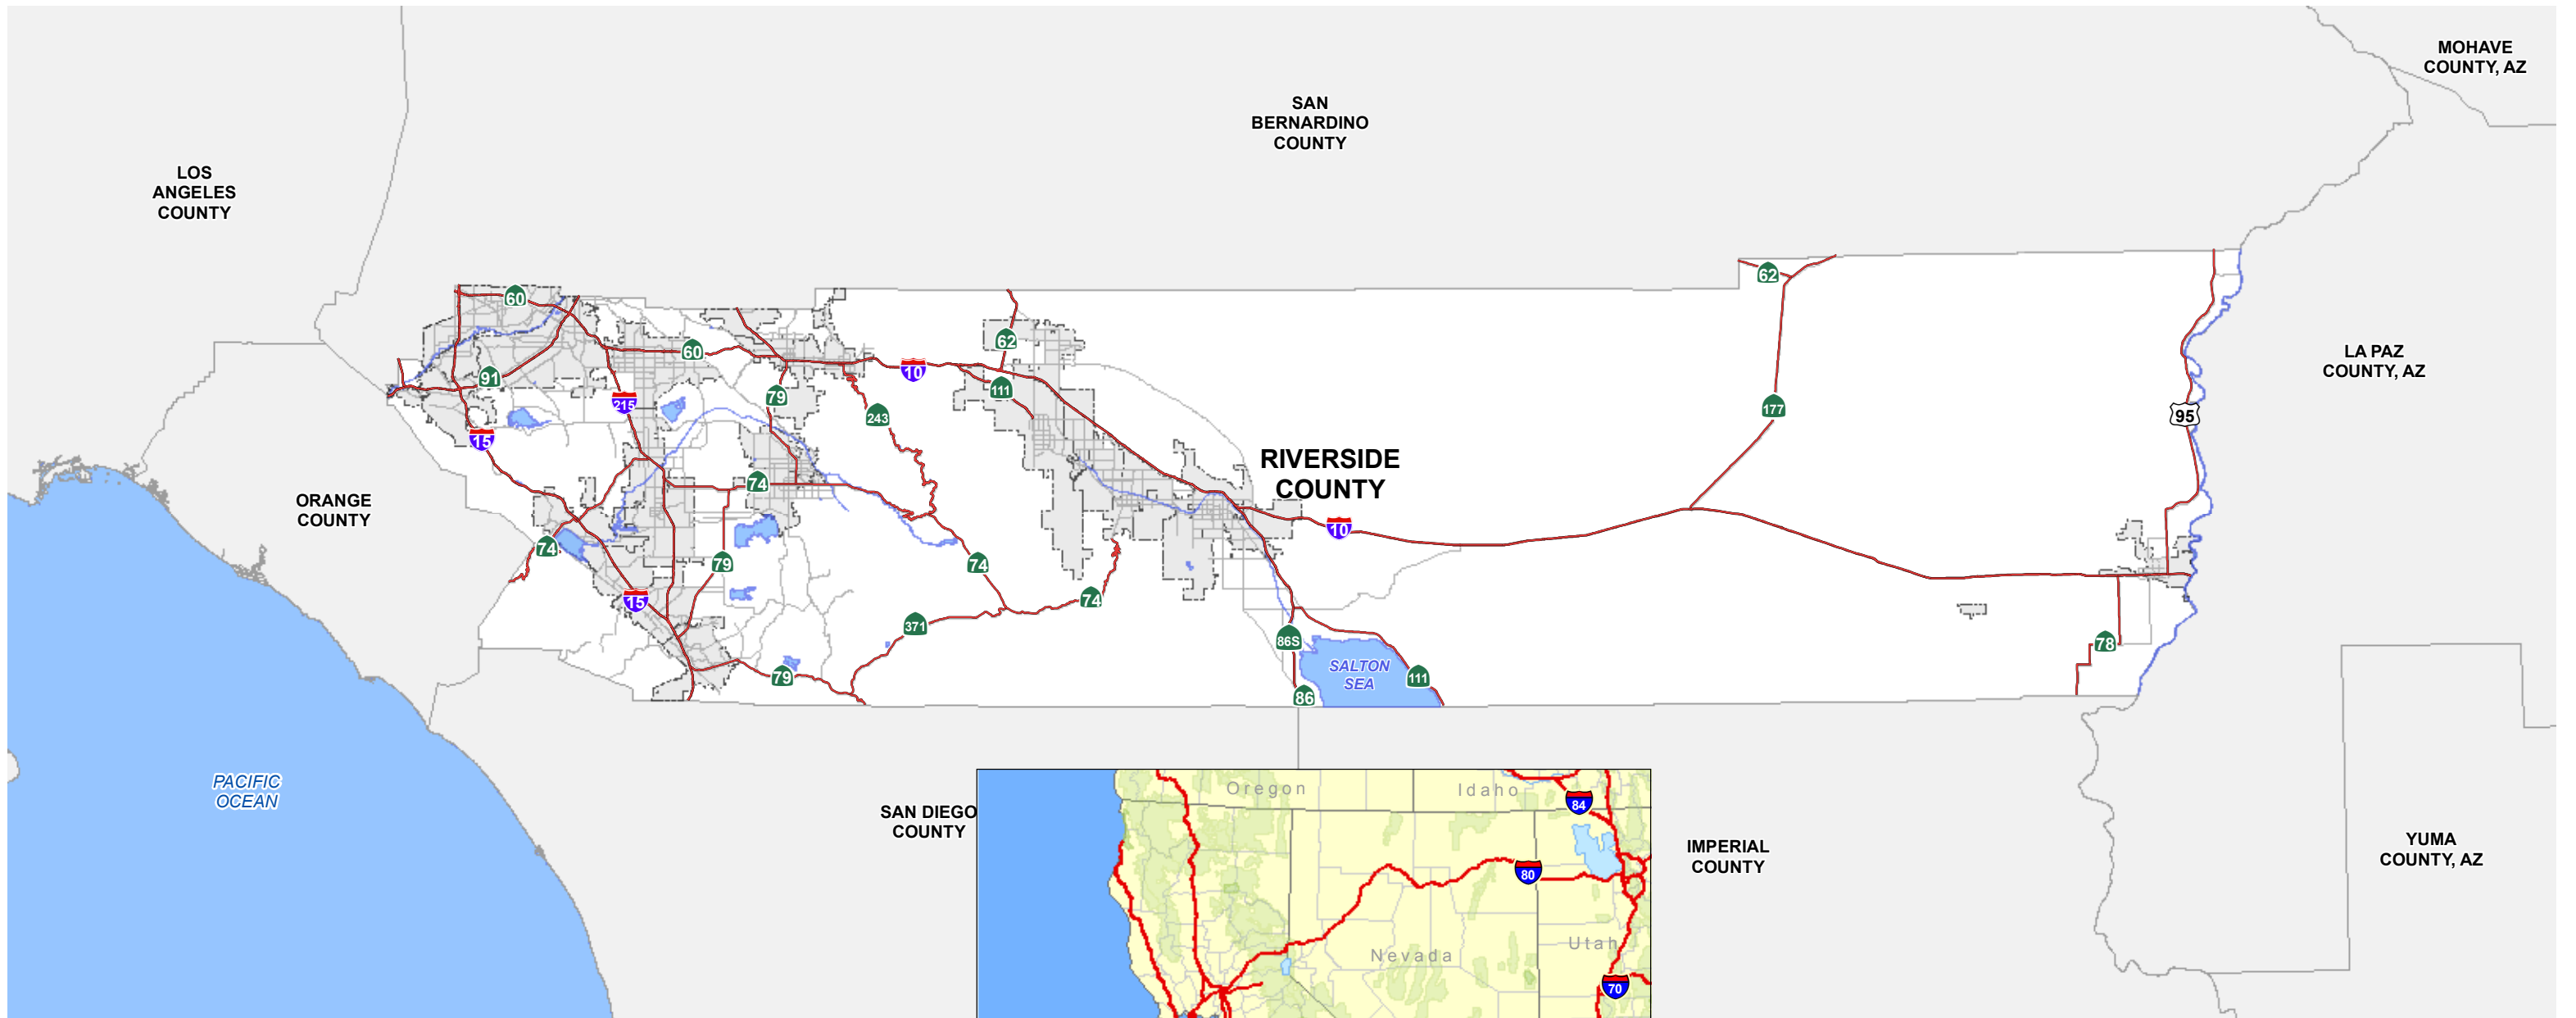 MOHAVE
COUNTY, AZ
SAN
BERNARDINO
COUNTY
LOS
ANGELES
COUNTY
62
60
62
60
10
LA PAZ
COUNTY, AZ
91
111
79
215
177
243
95
15
RIVERSIDE
COUNTY
74
ORANGE
COUNTY
10
74
79
74
15
74
371
86S
78
SALTON
SEA
79
111
86
PACIFIC
OCEAN
Oregon
Idaho
84
SAN DIEGO
COUNTY
IMPERIAL
COUNTY
YUMA
COUNTY, AZ
80
Utah
Nevada
70